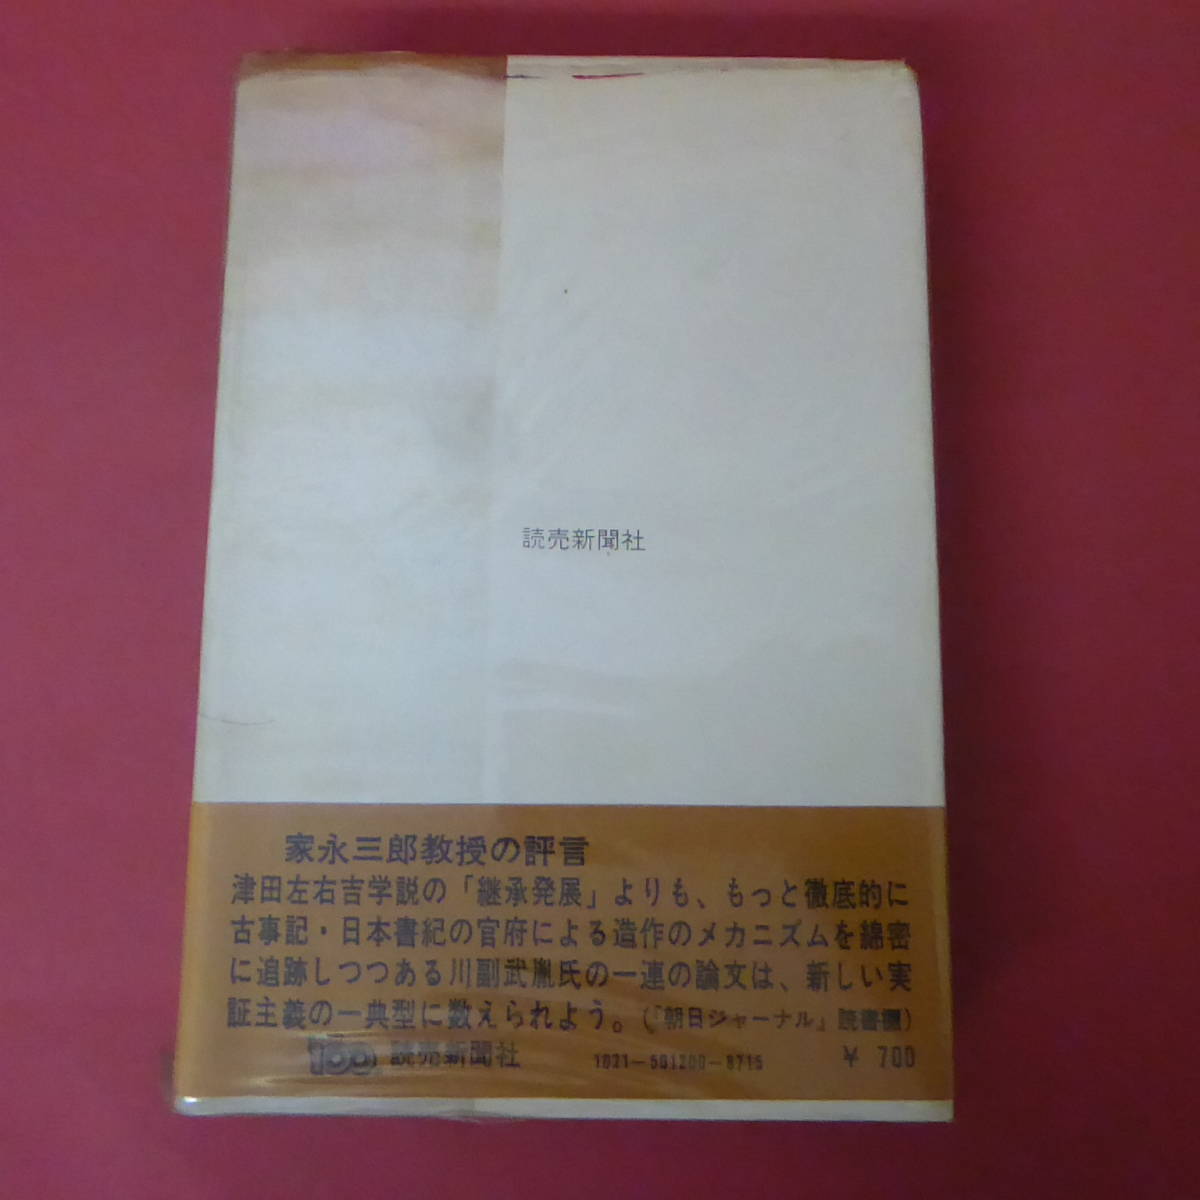 読売新聞社
家永三郎教授の評言
津田左右吉学説の「継承発展」よりも、もっと徹底的に
古事記・日本書紀の官府による造作のメカニズムを綿密
に追跡しつつある川副武胤氏の一連の論文は、新しい実
証主義の一典型に数えられよう。(『朝日ジャーナル』読書欄)
100 読売新聞社 1021-501200-8715 ¥ 700